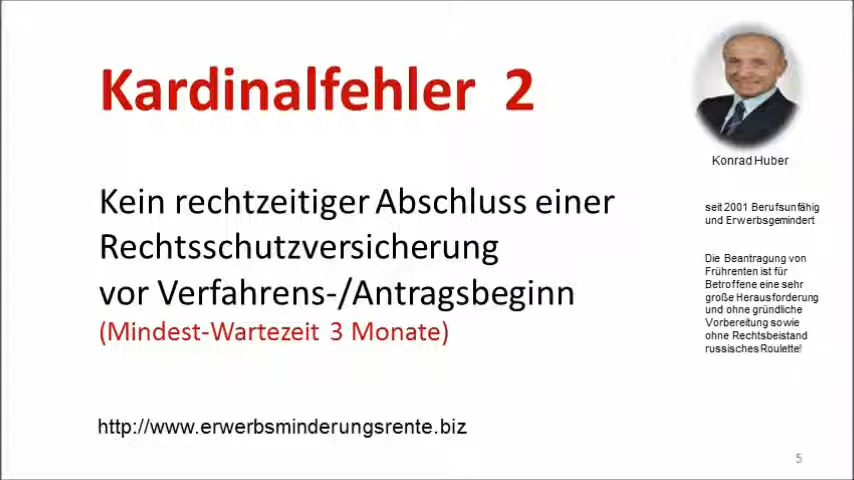 Kardinalfehler 2
Kein rechtzeitiger Abschluss einer
Rechtsschutzversicherung
vor Verfahrens-/Antragsbeginn
(Mindest-Wartezeit 3 Monate)
http://www.erwerbsminderungsrente.biz
Konrad Huber
seit 2001 Berufsunfähig
und Erwerbsgemindert
Die Beantragung von
Frührenten ist für
Betroffene eine sehr
große Herausforderung
und ohne gründliche
Vorbereitung sowie
ohne Rechtsbeistand
russisches Roulette!
5